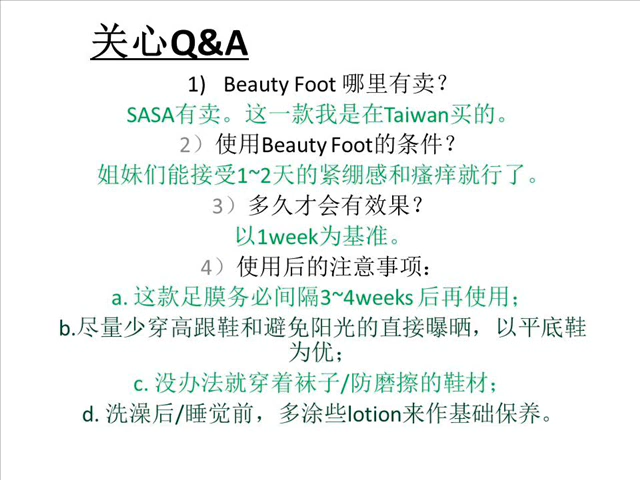 关心Q&A
1) Beauty Foot 哪里有卖？
SASA有卖。这一款我是在Taiwan买的。
2）使用Beauty Foot的条件？
姐妹们能接受1~2天的紧绷感和瘙痒就行了。
3）多久才会有效果？
以1week为基准。
4）使用后的注意事项：
a. 这款足膜务必间隔3~4weeks 后再使用；
b.尽量少穿高跟鞋和避免阳光的直接曝晒，以平底鞋
为优；
c. 没办法就穿着袜子/防磨擦的鞋材；
d. 洗澡后/睡觉前，多涂些lotion来作基础保养。